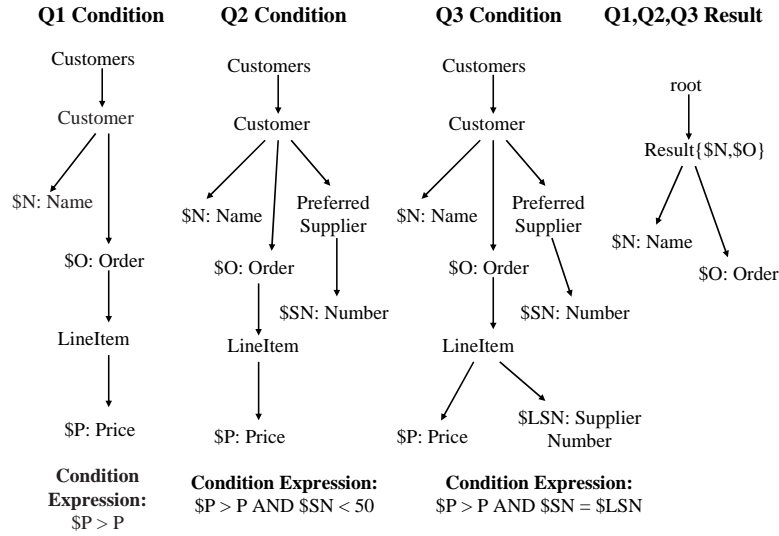 Q1 Condition
Customers
Customer
$N: Name
$O: Order
LineItem
$P: Price
Condition
Expression:
$P > P
Q2 Condition
Customers
Customer
$N: Name
Preferred
Supplier
$O: Order
$SN: Number
LineItem
$P: Price
Condition Expression:
$P > P AND $SN < 50
Q3 Condition
Customers
Customer
$N: Name
Preferred
Supplier
$O: Order
$SN: Number
LineItem
$P: Price
$LSN: Supplier
Number
Condition Expression:
$P > P AND $SN = $LSN
Q1,Q2,Q3 Result
root
Result{$N,$O}
$N: Name
$O: Order